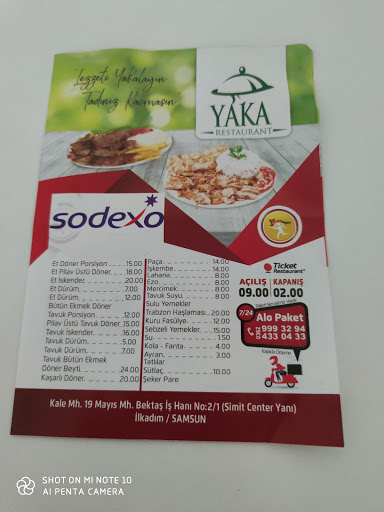 'Lezzeti Yakalayın
Tadınız Kaçmasın'
YAKA
RESTAURANT
sodexo
Et Döner Porsiyon 15.00
Et Pilav Üstü Döner 18.00
Et İskender 20.00
Et Dürüm 7.00
Et Dürüm 12.00
Bütün Ekmek Döner
Tavuk Porsiyon 12.00
Pilav Üstü Tavuk Döner 15.00
Tavuk İskender 16.00
Tavuk Dürüm 5.00
Tavuk Dürüm 7.00
Tavuk Bütün Ekmek
Döner Beyti 24.00
Kaşarlı Döner 20.00
Paça 14.00
İşkembe 14.00
Lahana 8.00
Ezo 8.00
Mercimek 8.00
Tavuk Suyu 8.00
Sulu Yemekler
Trabzon Haşlaması 20.00
Kuru Fasülye 12.00
Sebzeli Yemekler 15.00
Su 1.50
Kola - Fanta 4.00
Ayran 3.00
Tatlılar
Sütlaç 10.00
Şeker Pare
Ticket
Restaurant
AÇILIŞ KAPANIŞ
09.00 02.00
7/24
Alo Paket
0362
999 32 94
433 04 33
Kapıda Ödeme
Kale Mh. 19 Mayıs Mh. Bektaş İş Hanı No:2/1 (Simit Center Yanı)
İlkadım / SAMSUN
SHOT ON MI NOTE 10
AI PENTA CAMERA